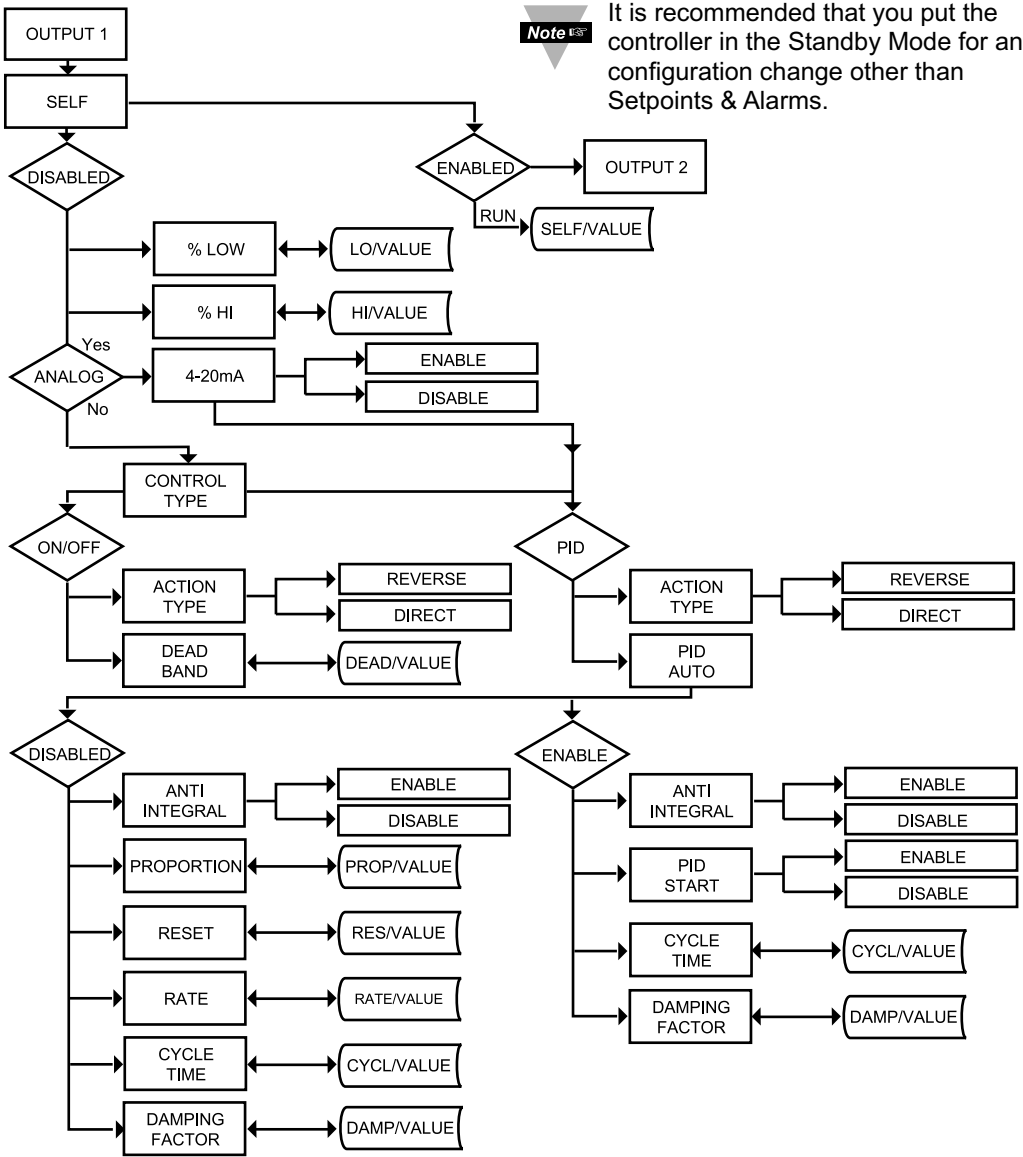 OUTPUT 1
Note ☞
It is recommended that you put the
controller in the Standby Mode for an
configuration change other than
Setpoints & Alarms.
SELF
DISABLED
ENABLED
OUTPUT 2
RUN
SELF/VALUE
% LOW
LO/VALUE
% HI
HI/VALUE
Yes
ANALOG
4-20mA
ENABLE
DISABLE
No
CONTROL
TYPE
ON/OFF
PID
ACTION
TYPE
REVERSE
DIRECT
ACTION
TYPE
REVERSE
DIRECT
DEAD
BAND
DEAD/VALUE
PID
AUTO
DISABLED
ENABLE
ANTI
INTEGRAL
ENABLE
DISABLE
PROPORTION
PROP/VALUE
RESET
RES/VALUE
RATE
RATE/VALUE
CYCLE
TIME
CYCL/VALUE
DAMPING
FACTOR
DAMP/VALUE
ANTI
INTEGRAL
ENABLE
DISABLE
PID
START
ENABLE
DISABLE
CYCLE
TIME
CYCL/VALUE
DAMPING
FACTOR
DAMP/VALUE